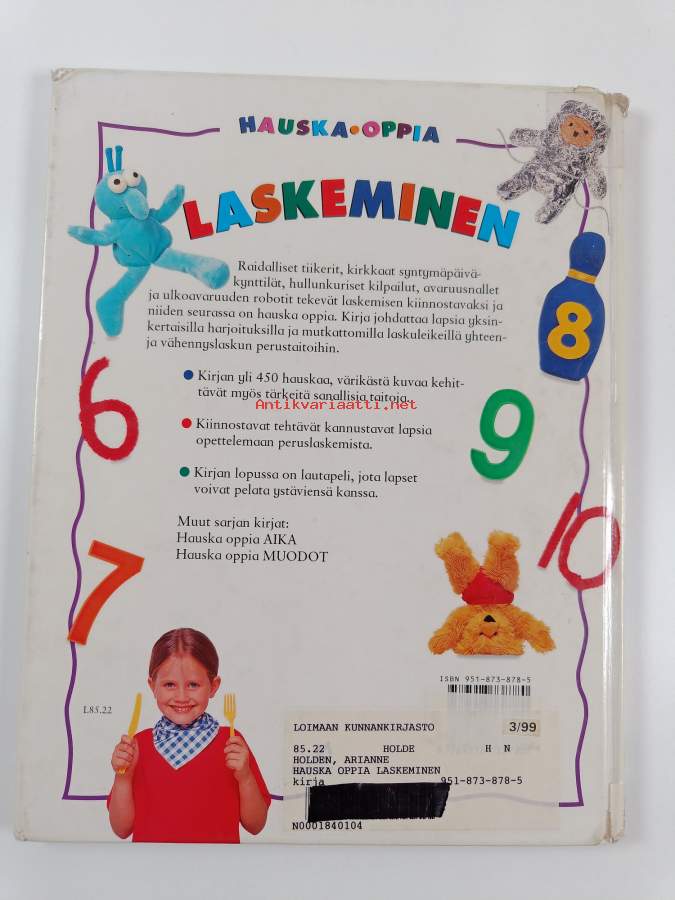 HAUSKA•OPPIA
LASKEMINEN
Raidalliset tiikerit, kirkkaat syntymäpäivä-
kynttilät, hullunkuriset kilpailut, avaruusnallet
ja ulkoavaruuden robotit tekevät laskemisen kiinnostavaksi ja
niiden seurassa on hauska oppia. Kirja johdattaa lapsia yksin-
kertaisilla harjoituksilla ja mutkattomilla laskuleikeillä yhteen-
ja vähennyslaskun perustaitoihin.
8
6
• Kirjan yli 450 hauskaa, värikästä kuvaa kehit-
tävät myös tärkeitä sanallisia taitoja.
Antikvariaatti.net
9
• Kiinnostavat tehtävät kannustavat lapsia
opettelemaan peruslaskemista.
• Kirjan lopussa on lautapeli, jota lapset
voivat pelata ystäviensä kanssa.
10
7
Muut sarjan kirjat:
Hauska oppia AIKA
Hauska oppia MUODOT
ISBN 951-873-878-5
L85.22
LOIMAAN KUNNANKIRJASTO 3/99
85.22 HOLDE H N
HOLDEN, ARIANNE
HAUSKA OPPIA LASKEMINEN
kirja 951-873-878-5
N0001840104